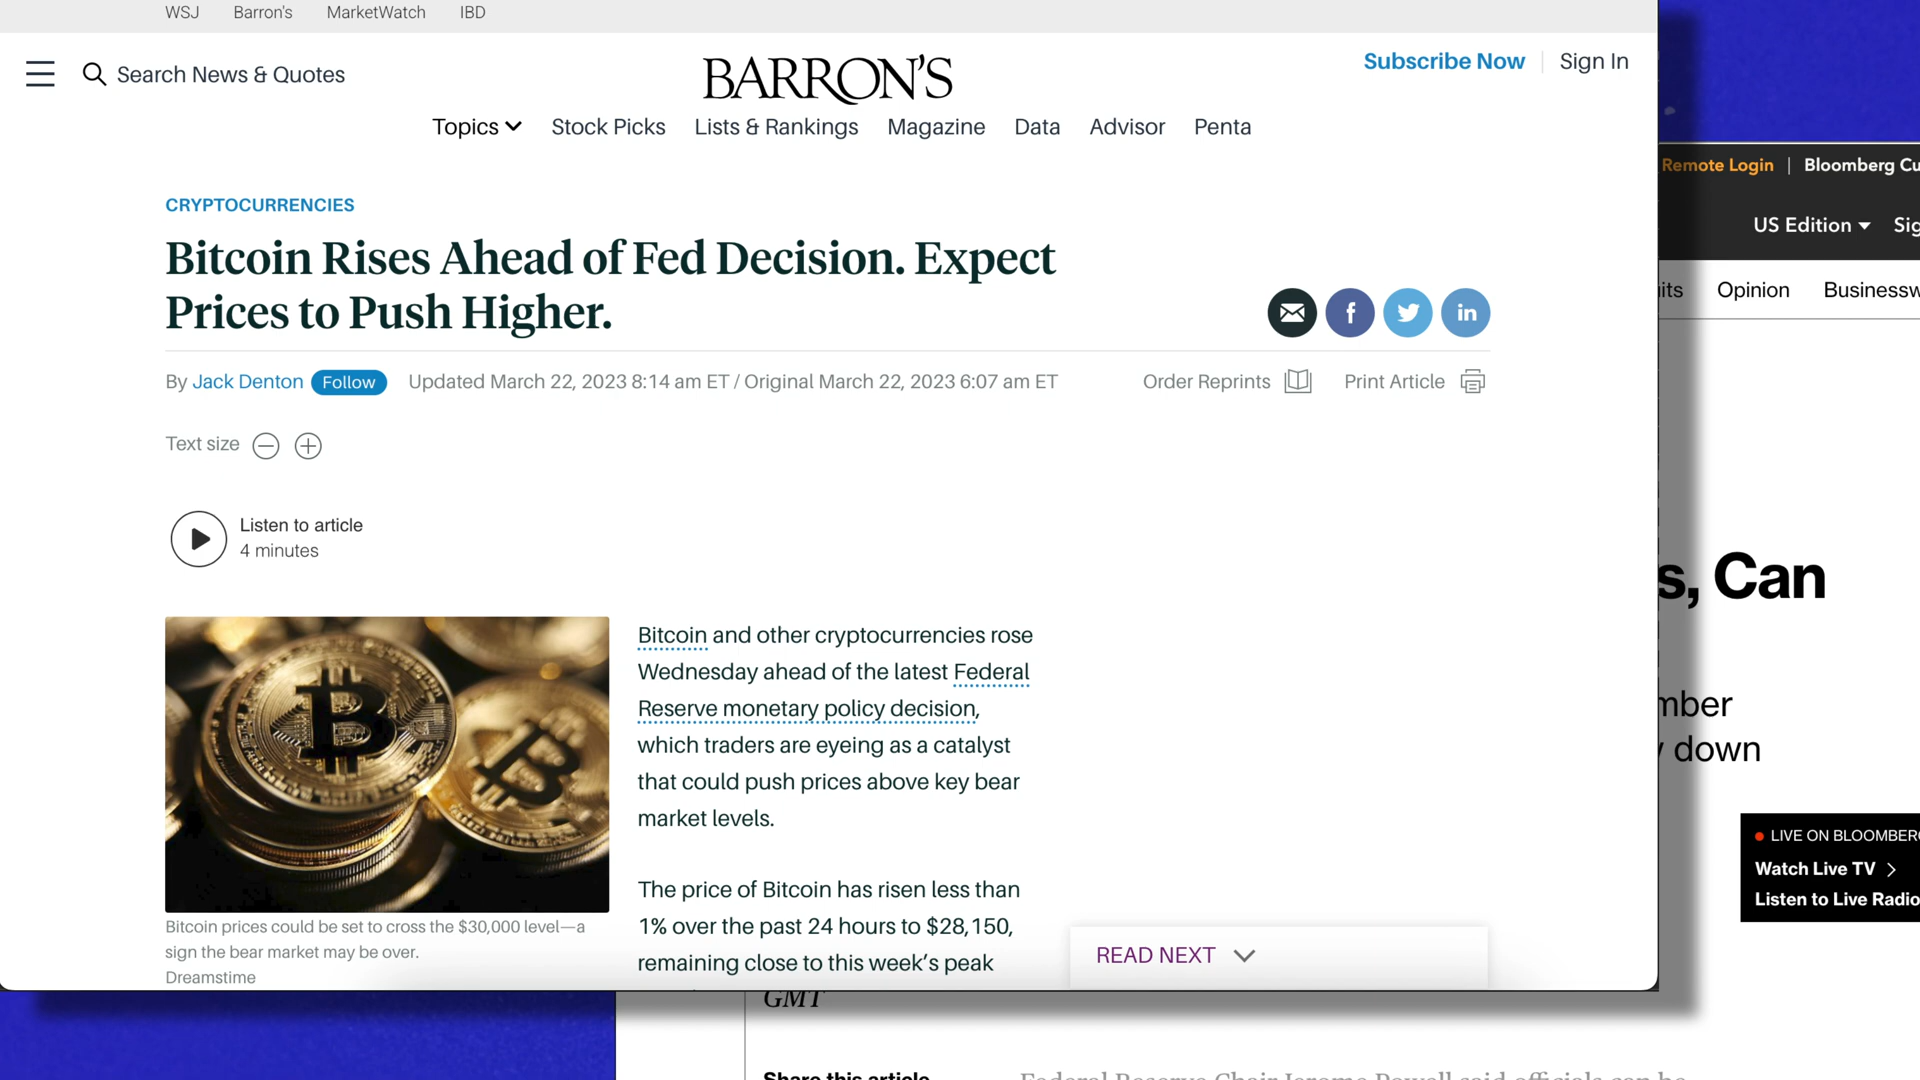 WSJ Barron's MarketWatch IBD
Search News & Quotes
BARRON'S
Subscribe Now Sign In
Topics Stock Picks Lists & Rankings Magazine Data Advisor Penta
CRYPTOCURRENCIES
Bitcoin Rises Ahead of Fed Decision. Expect
Prices to Push Higher.
By Jack Denton Follow Updated March 22, 2023 8:14 am ET / Original March 22, 2023 6:07 am ET
Order Reprints Print Article
Text size
Listen to article
4 minutes
Bitcoin prices could be set to cross the $30,000 level—a
sign the bear market may be over.
Dreamstime
Bitcoin and other cryptocurrencies rose
Wednesday ahead of the latest Federal
Reserve monetary policy decision,
which traders are eyeing as a catalyst
that could push prices above key bear
market levels.
The price of Bitcoin has risen less than
1% over the past 24 hours to $28,150,
remaining close to this week's peak
READ NEXT
Remote Login | Bloomberg Cu
US Edition Sig
its Opinion Businessw
s, Can
mber
down
LIVE ON BLOOMBERG
Watch Live TV
Listen to Live Radio
GMT
Share this article
Federal Reserve Chair Jerome Powell said officials can be